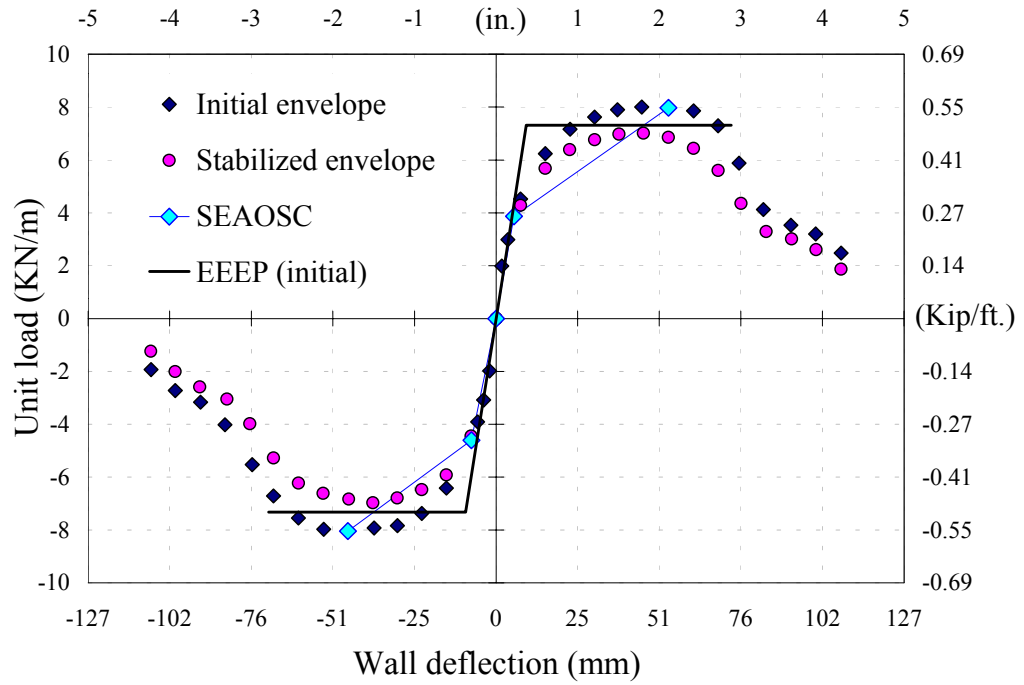 -5 -4 -3 -2 -1 (in.) 1 2 3 4 5
10 0.69
8 0.55
6 0.41
4 0.27
2 0.14
0 (Kip/ft.)
-2 -0.14
-4 -0.27
-6 -0.41
-8 -0.55
-10 -0.69
Initial envelope
Stabilized envelope
SEAOSC
EEEP (initial)
Unit load (KN/m)
-127 -102 -76 -51 -25 0 25 51 76 102 127
Wall deflection (mm)